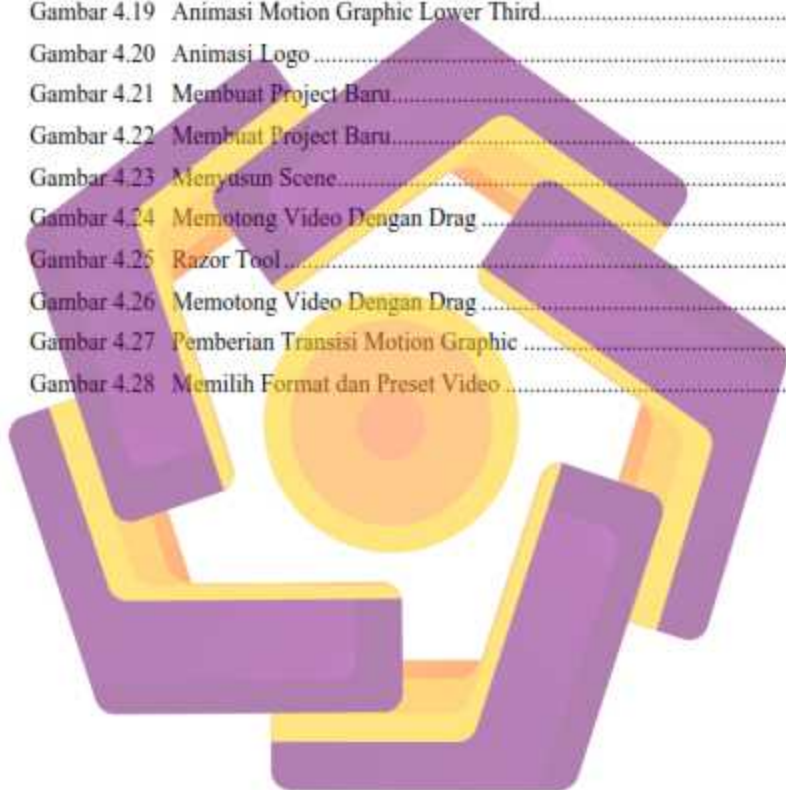 Gambar 4.19 Animasi Motion Graphic Lower Third....................................................
Gambar 4.20 Animasi Logo....................................................
Gambar 4.21 Membuat Project Baru....................................................
Gambar 4.22 Membuat Project Baru....................................................
Gambar 4.23 Menyusun Scene....................................................
Gambar 4.24 Memotong Video Dengan Drag....................................................
Gambar 4.25 Razor Tool....................................................
Gambar 4.26 Memotong Video Dengan Drag....................................................
Gambar 4.27 Pemberian Transisi Motion Graphic....................................................
Gambar 4.28 Memilih Format dan Preset Video....................................................